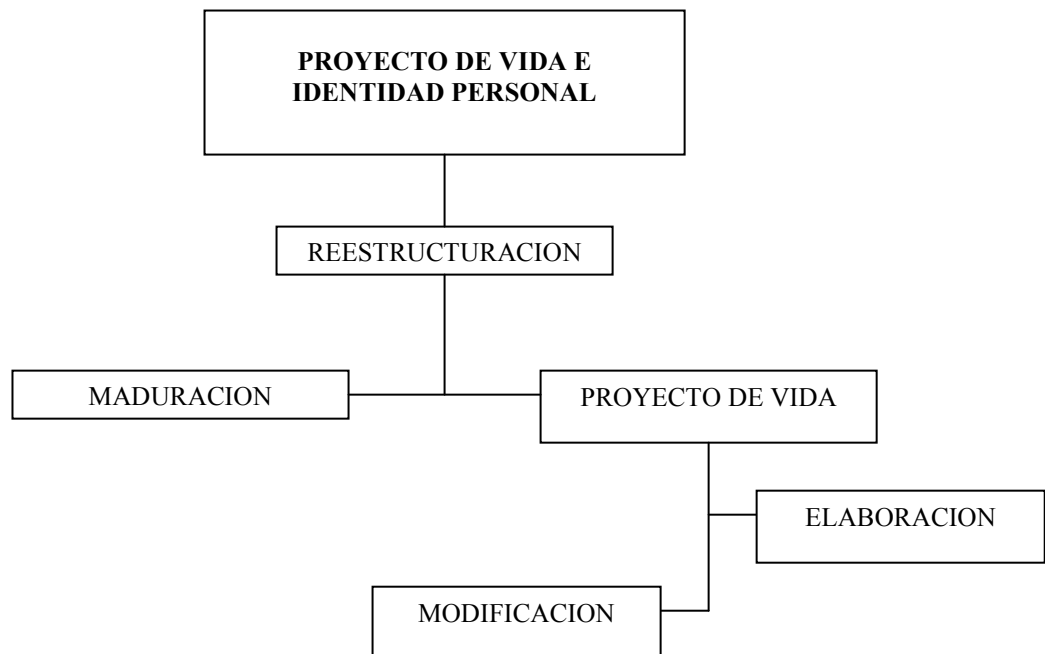 PROYECTO DE VIDA E
IDENTIDAD PERSONAL
REESTRUCTURACION
MADURACION
PROYECTO DE VIDA
ELABORACION
MODIFICACION